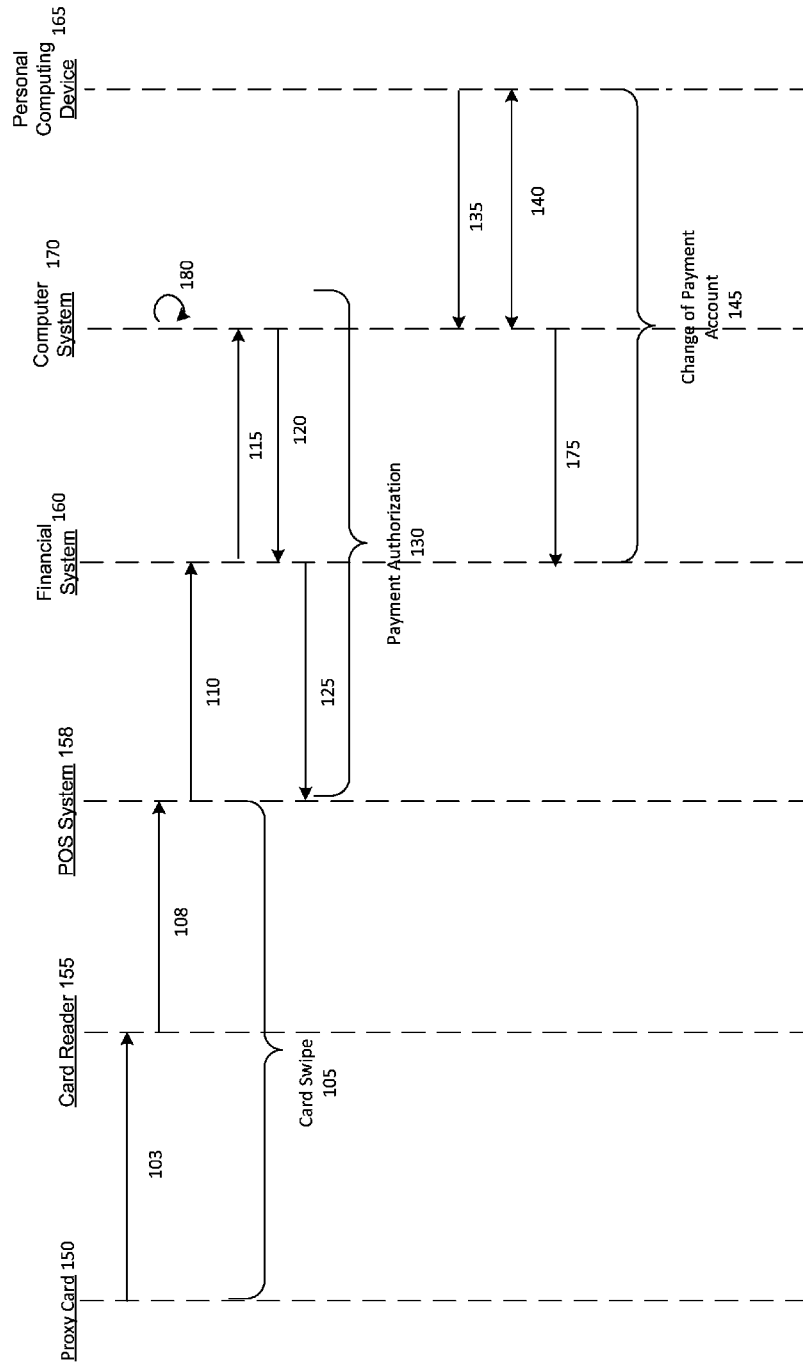 Proxy Card 150
Card Reader 155
POS System 158
Financial 160
System
Computer 170
System
Personal
Computing 165
Device
103
108
110
180
115
120
125
Card Swipe
105
Payment Authorization
130
135
140
175
Change of Payment
Account
145